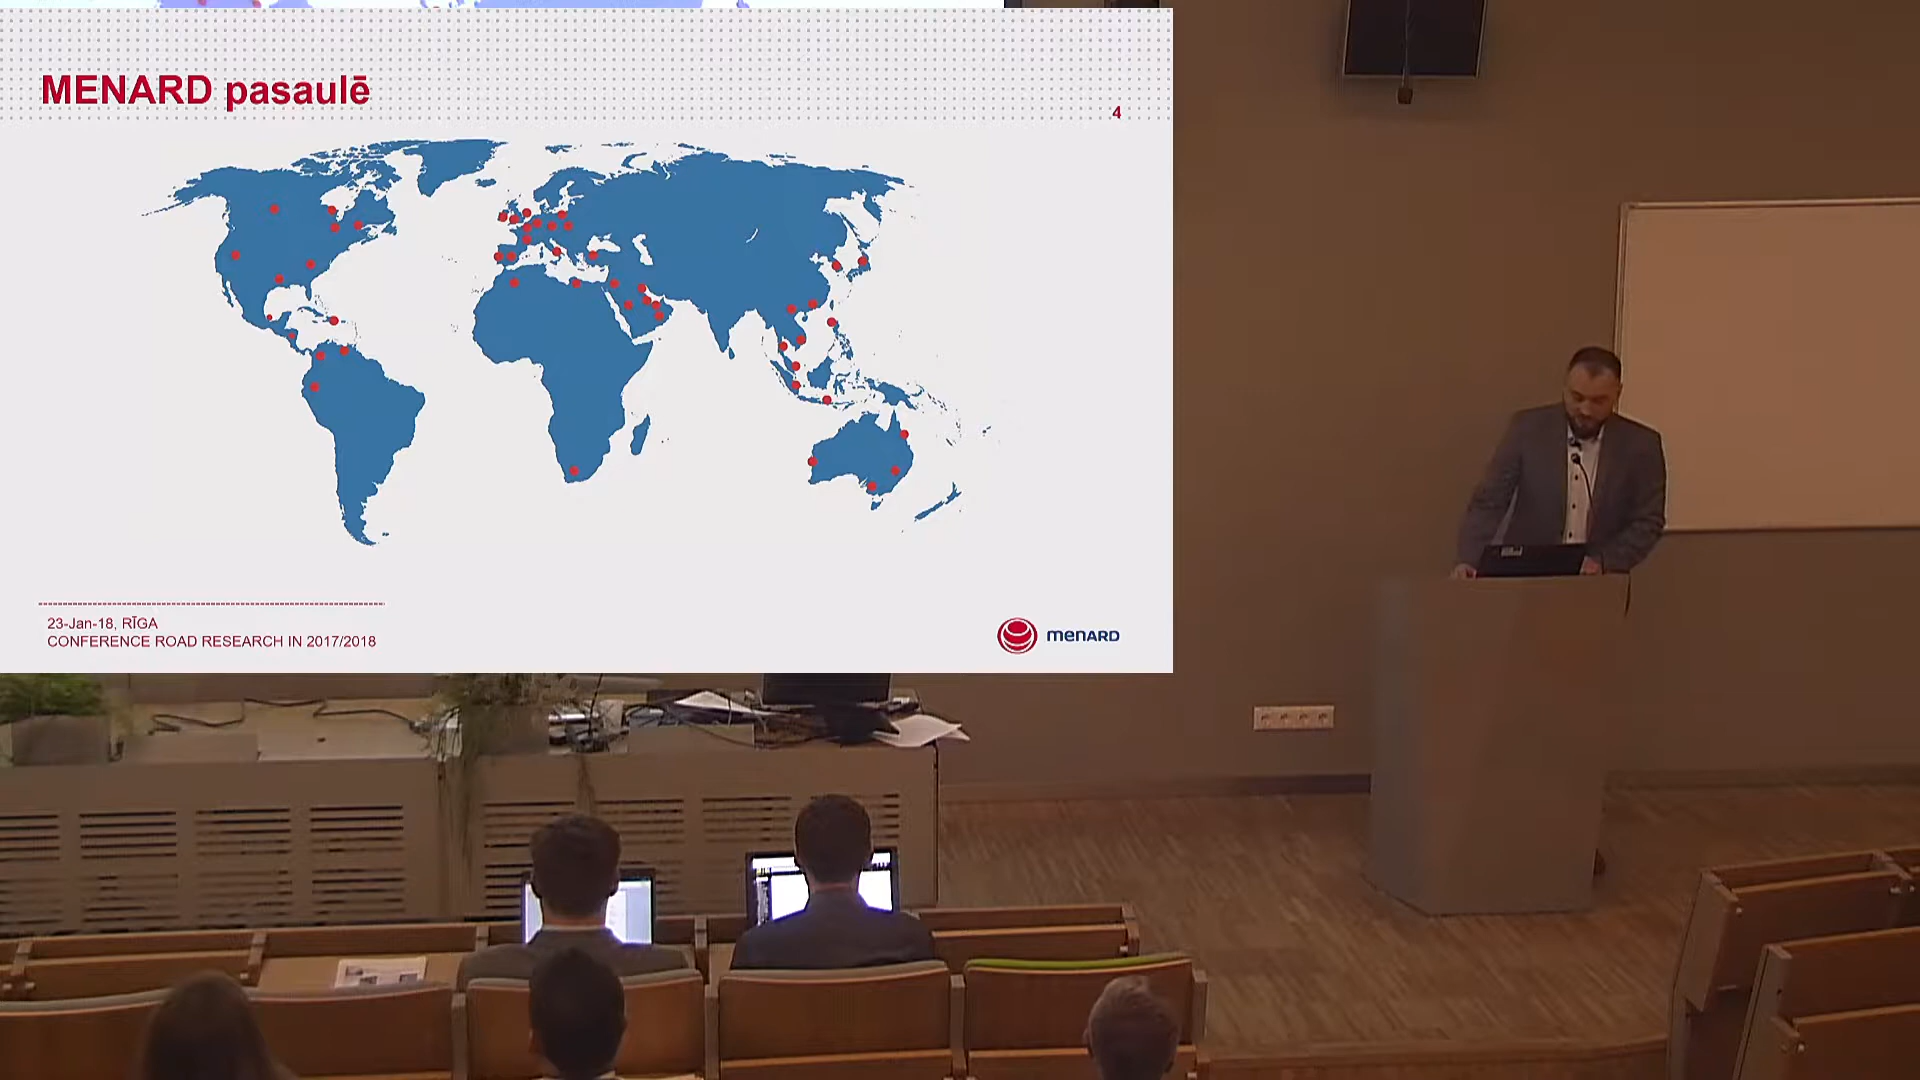 MENARD pasaulē
4
23-Jan-18, RĪGA
CONFERENCE ROAD RESEARCH IN 2017/2018
menARD